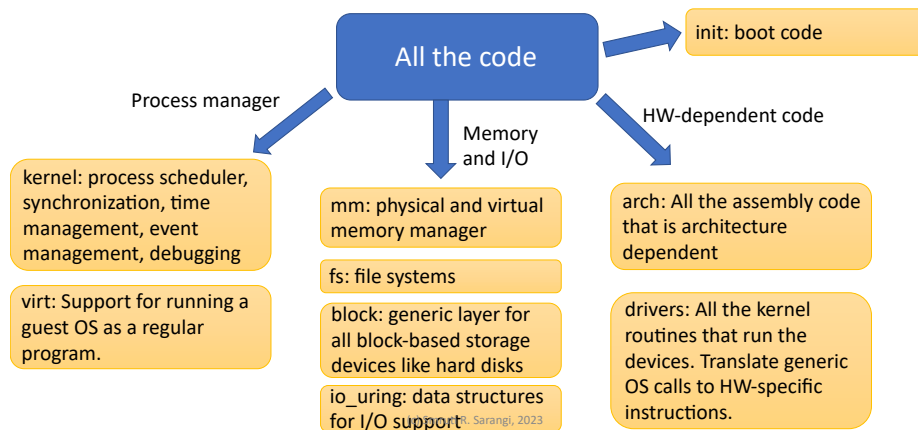 All the code
init: boot code
Process manager
Memory
and I/O
HW-dependent code
kernel: process scheduler,
synchronization, time
management, event
management, debugging
virt: Support for running a
guest OS as a regular
program.
mm: physical and virtual
memory manager
fs: file systems
block: generic layer for
all block-based storage
devices like hard disks
io_uring: data structures
for I/O support
R. Sarangi, 2023
arch: All the assembly code
that is architecture
dependent
drivers: All the kernel
routines that run the
devices. Translate generic
OS calls to HW-specific
instructions.